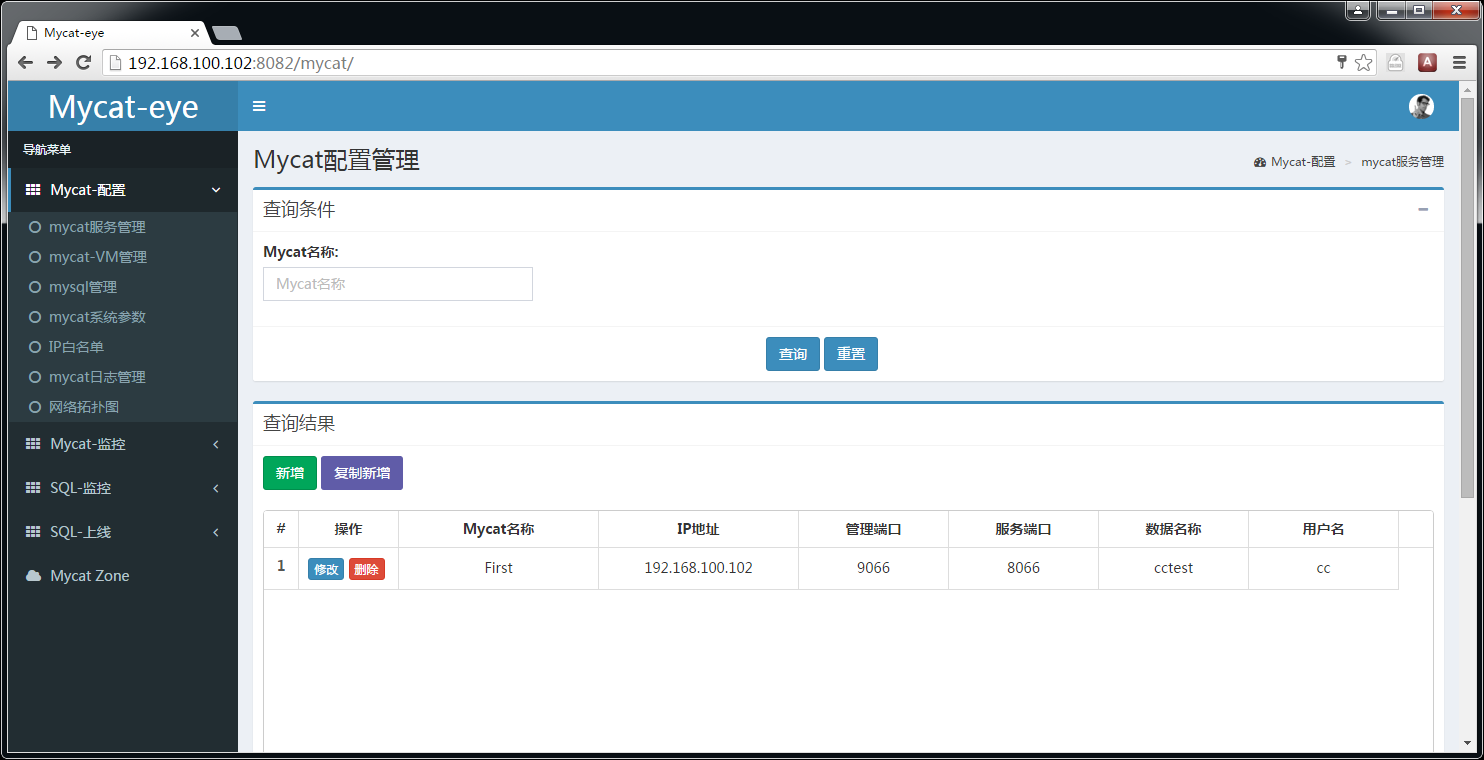 Mycat-eye
192.168.100.102:8082/mycat/
A
Mycat-eye
导航菜单
Mycat-配置
mycat服务管理
mycat-VM管理
mysql管理
mycat系统参数
IP白名单
mycat日志管理
网络拓扑图
Mycat-监控
SQL-监控
SQL-上线
Mycat Zone
Mycat配置管理
Mycat-配置 > mycat服务管理
查询条件
Mycat名称:
Mycat名称
查询 重置
查询结果
新增 复制新增
# 操作 Mycat名称 IP地址 管理端口 服务端口 数据名称 用户名
1 修改 删除 First 192.168.100.102 9066 8066 cctest cc